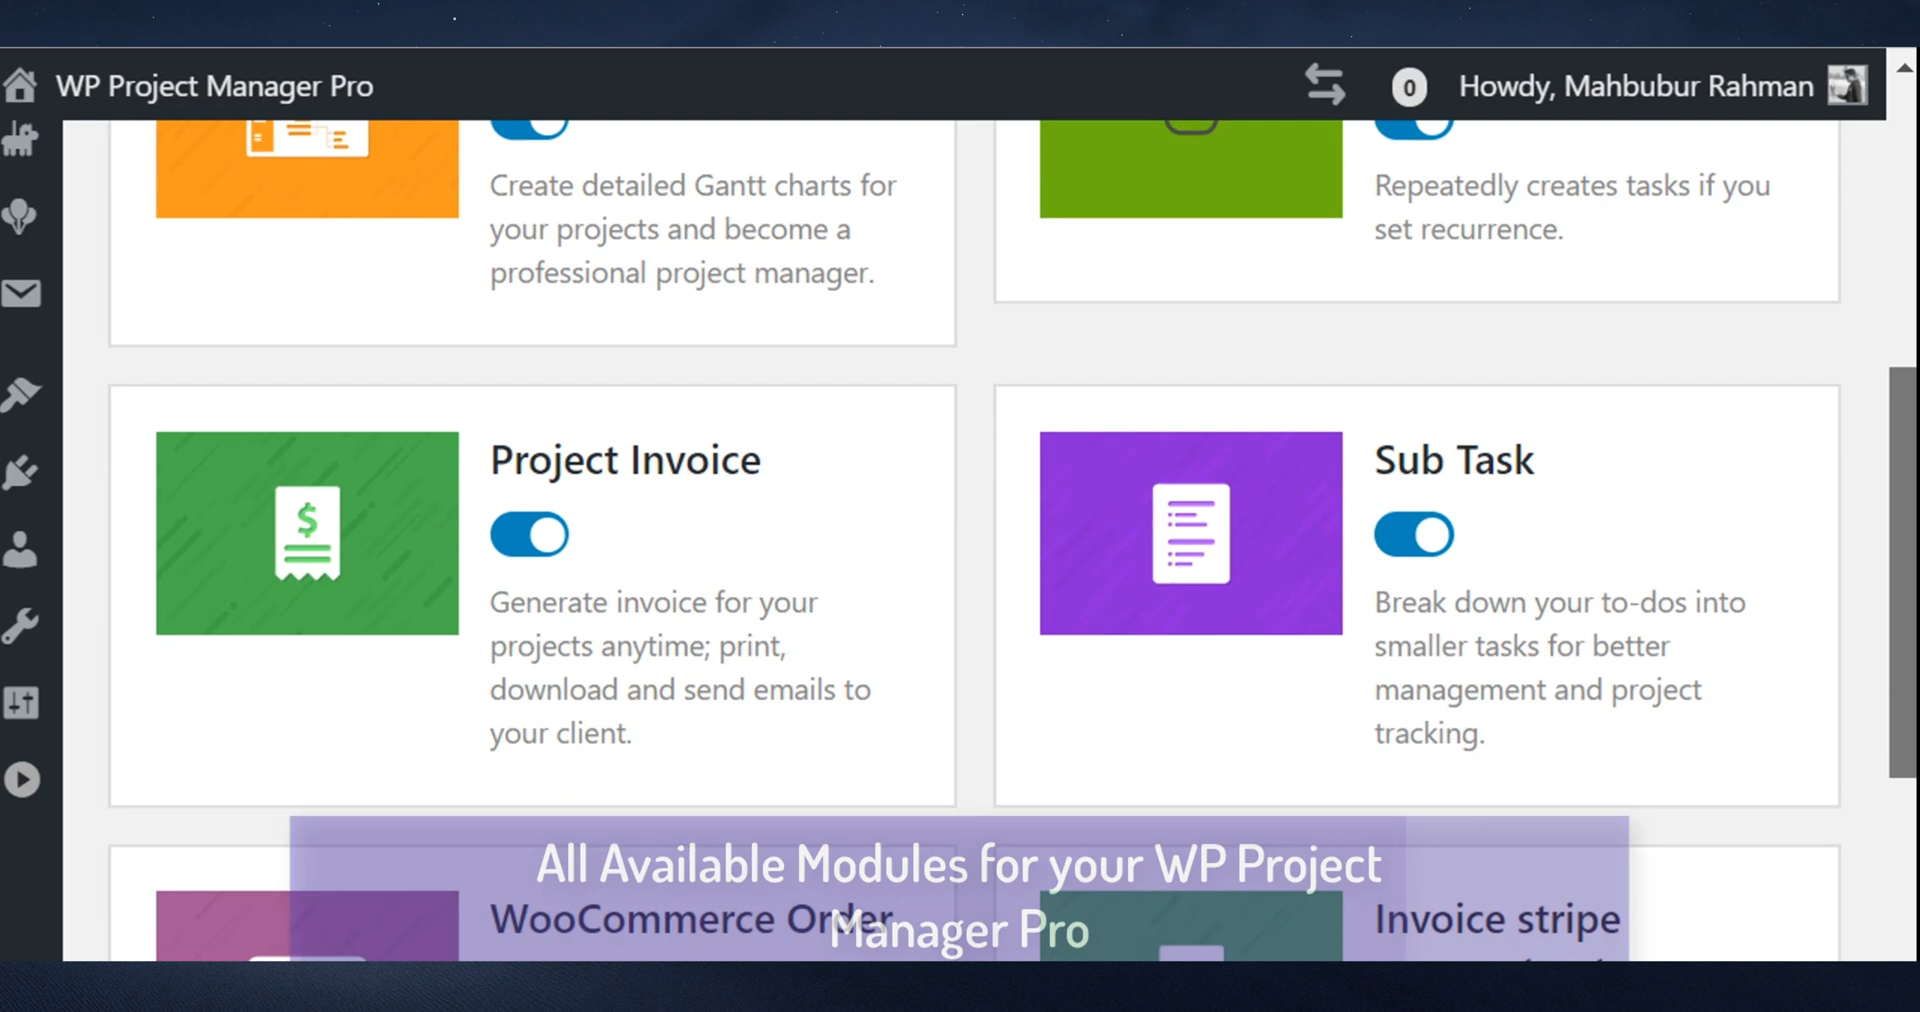 WP Project Manager Pro
0
Howdy, Mahbubur Rahman
Create detailed Gantt charts for
your projects and become a
professional project manager.
Repeatedly creates tasks if you
set recurrence.
Project Invoice
$
Generate invoice for your
projects anytime; print,
download and send emails to
your client.
Sub Task
Break down your to-dos into
smaller tasks for better
management and project
tracking.
All Available Modules for your WP Project
Manager Pro
WooCommerce Order
Invoice stripe